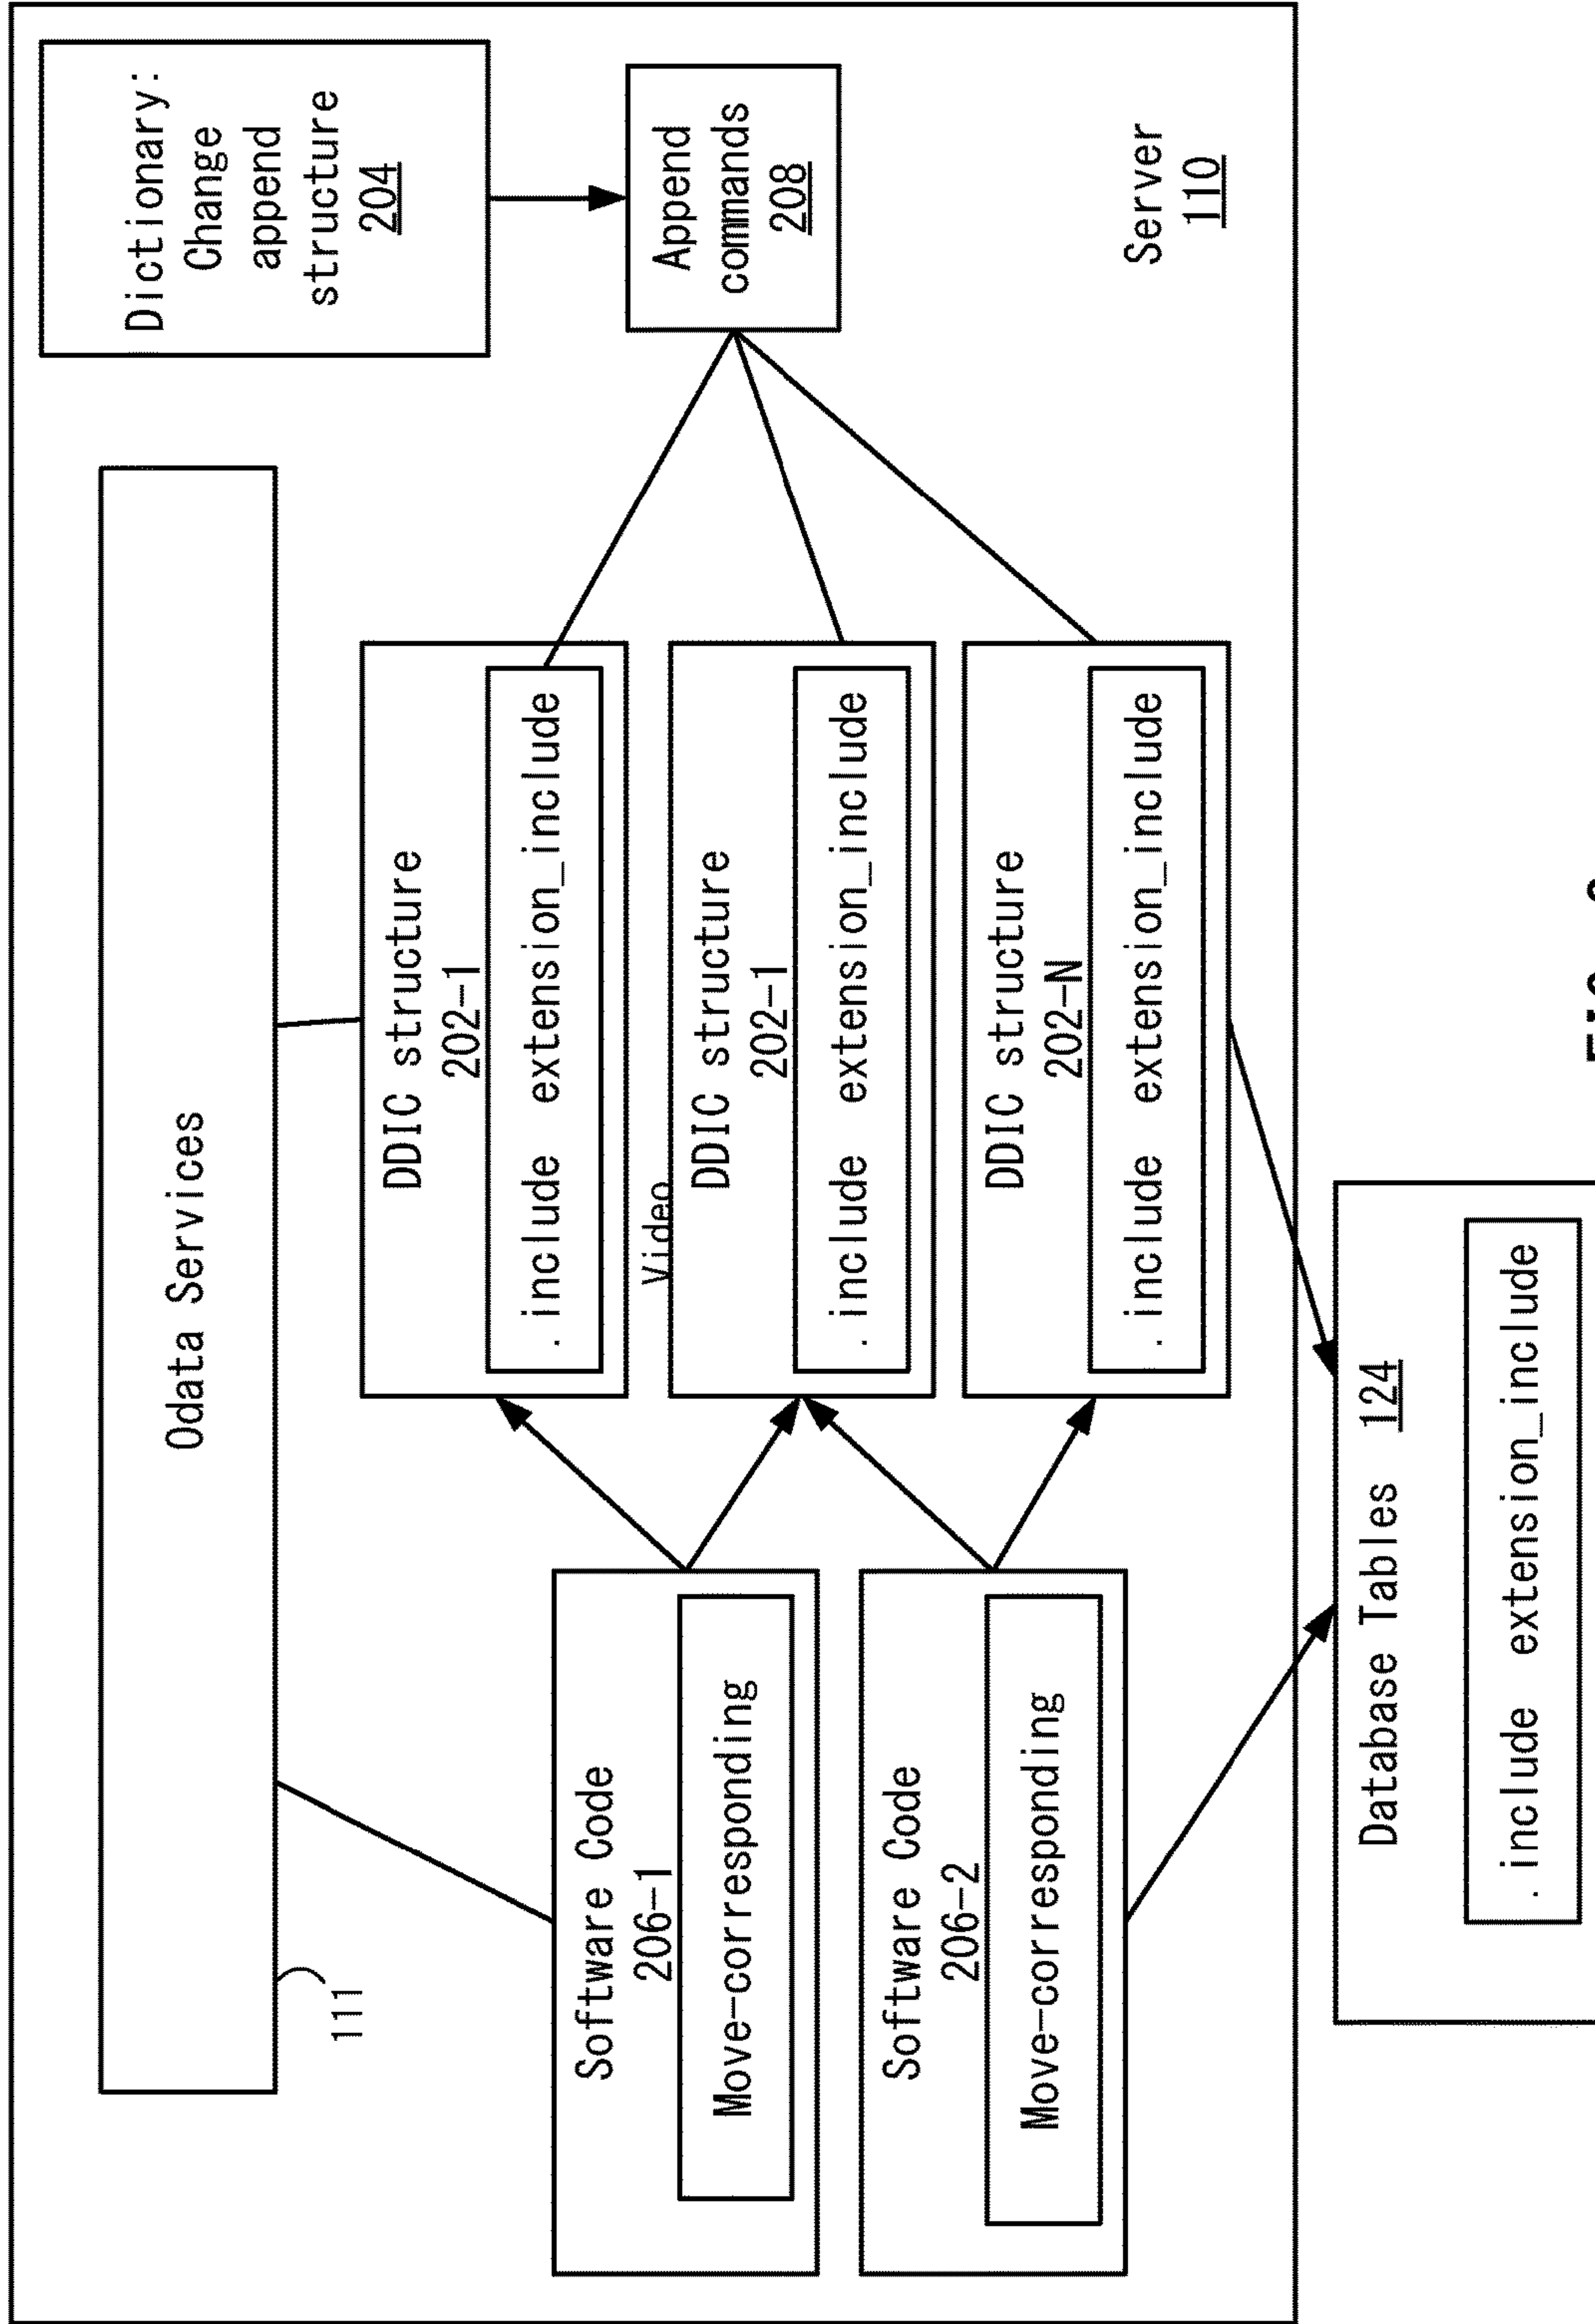 Odata Services
111
Dictionary:
Change
append
structure
204
Append
commands
208
Server
110
DDIC structure
202-1
.include extension_include
Video
DDIC structure
202-1
.include extension_include
DDIC structure
202-N
.include extension_include
Software Code
206-1
Move-corresponding
Software Code
206-2
Move-corresponding
Database Tables 124
.include extension_include